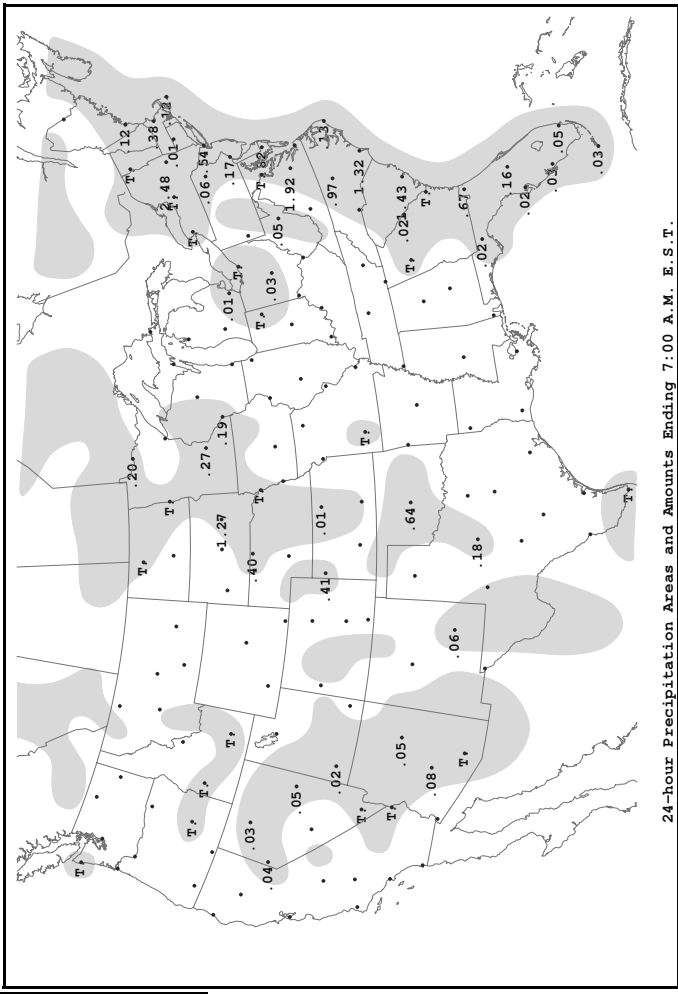 T
.12
T
.20
T
.38
.12
2.48
T
.01
T
T
T
.54
.06
.27
T
.19
1.27
.17
.01
T
T
.03
.40
T
T
T
.04
.03
.05
1.92
.05
.01
.13
.41
.97
.02
1.32
T
T
T
.05
1.43
.02
T
.64
T
.08
.06
.67
T
.18
.02
.16
.02
.03
.05
.03
T
24-hour Precipitation Areas and Amounts Ending 7:00 A.M. E.S.T.